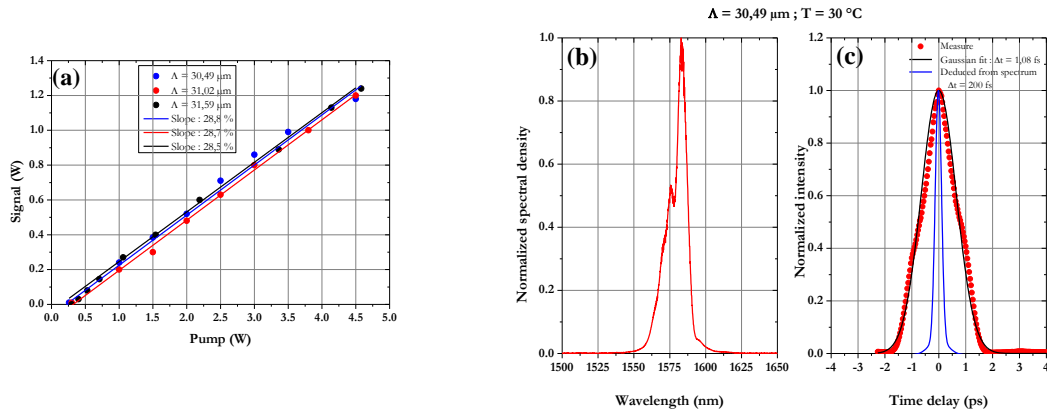 Λ = 30,49 µm ; T = 30 °C
(a)
Λ = 30,49 µm
Λ = 31,02 µm
Λ = 31,59 µm
Slope : 28,8 %
Slope : 28,7 %
Slope : 28,5 %
Signal (W)
1.4
1.2
1.0
0.8
0.6
0.4
0.2
0.0
0.0 0.5 1.0 1.5 2.0 2.5 3.0 3.5 4.0 4.5 5.0
Pump (W)
(b)
Normalized spectral density
1.0
0.8
0.6
0.4
0.2
0.0
1500 1525 1550 1575 1600 1625 1650
Wavelength (nm)
(c)
Measure
Gaussian fit : Δt = 1,08 fs
Deduced from spectrum
Δt = 200 fs
Normalized intensity
1.2
1.0
0.8
0.6
0.4
0.2
0.0
-4 -3 -2 -1 0 1 2 3 4
Time delay (ps)